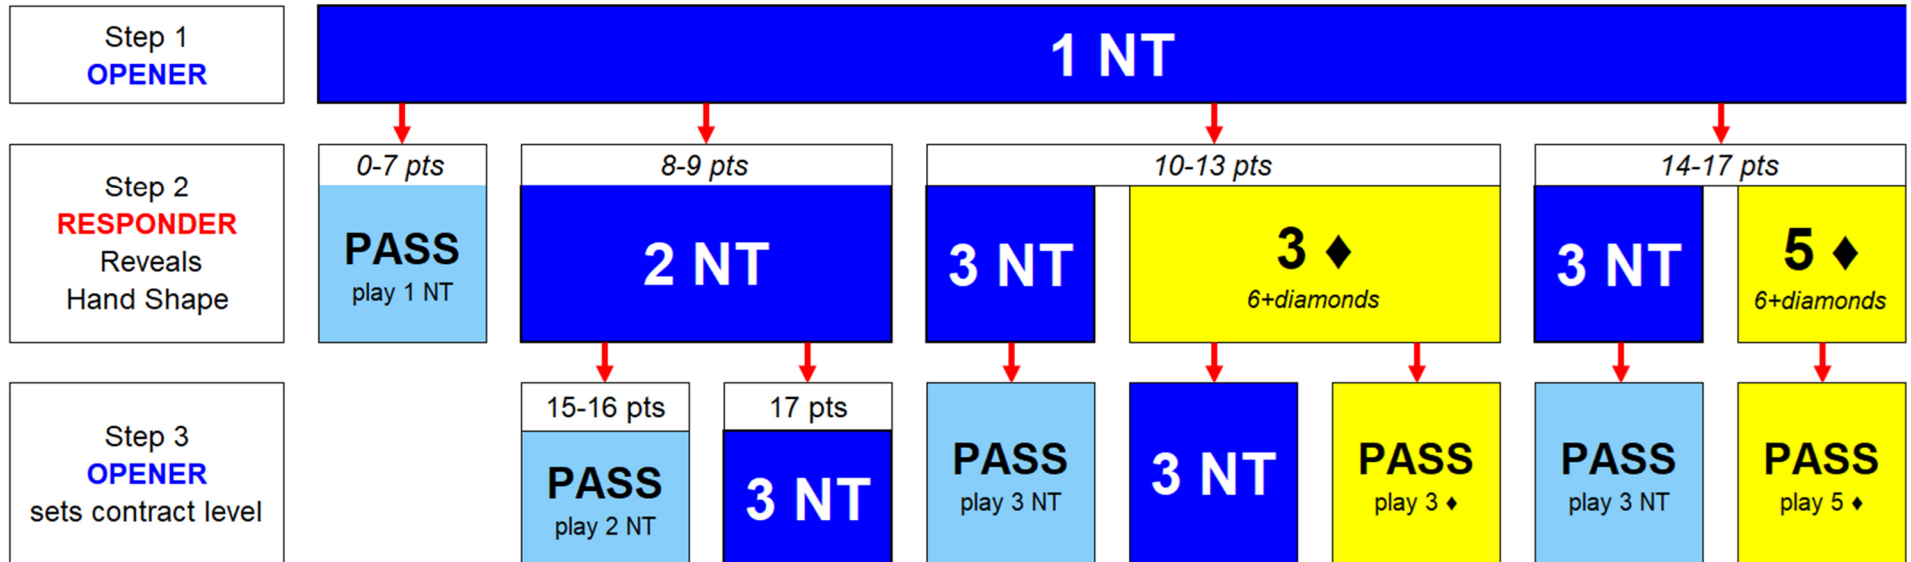 Step 1
OPENER
1 NT
Step 2
RESPONDER
Reveals
Hand Shape
0-7 pts
PASS
play 1 NT
8-9 pts
2 NT
10-13 pts
3 NT
3 ♦
6+diamonds
14-17 pts
3 NT
5 ♦
6+diamonds
Step 3
OPENER
sets contract level
15-16 pts
PASS
play 2 NT
17 pts
3 NT
PASS
play 3 NT
3 NT
PASS
play 3 ♦
PASS
play 3 NT
PASS
play 5 ♦